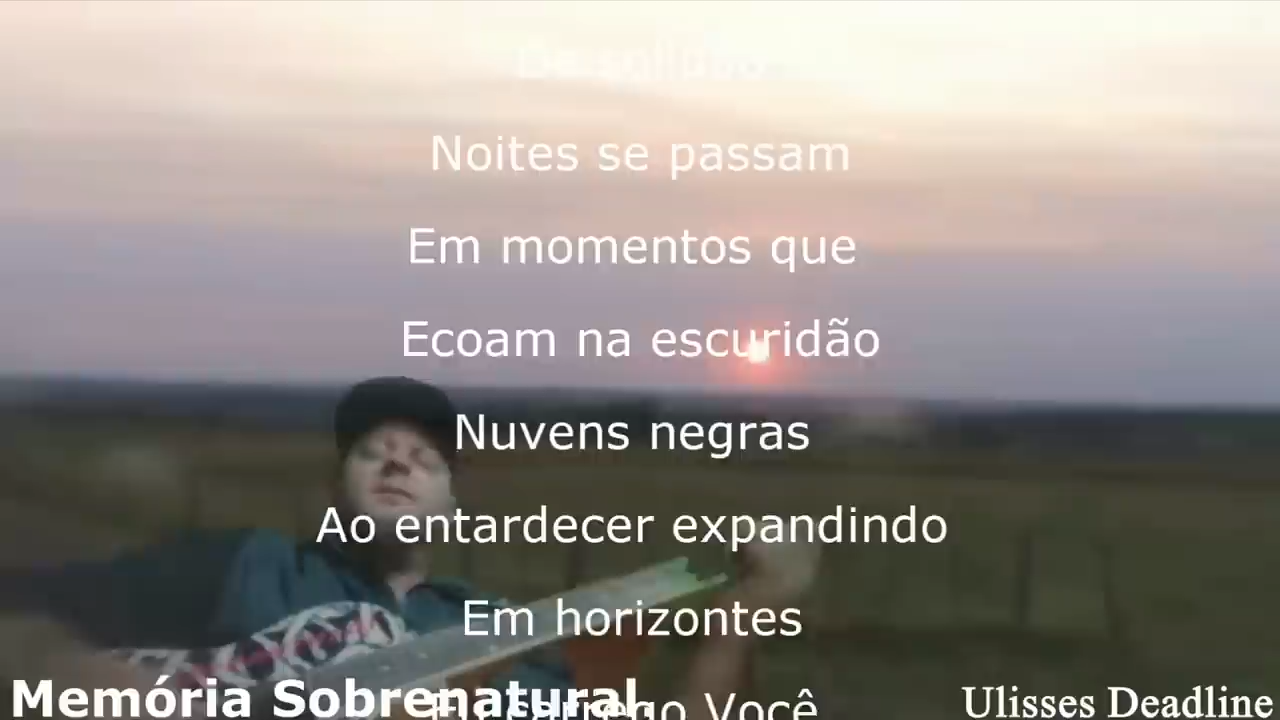 Noites se passam
Em momentos que
Ecoam na escuridão
Nuvens negras
Ao entardecer expandindo
Em horizontes
Você
Memória Sobrenatural
Ulisses Deadline